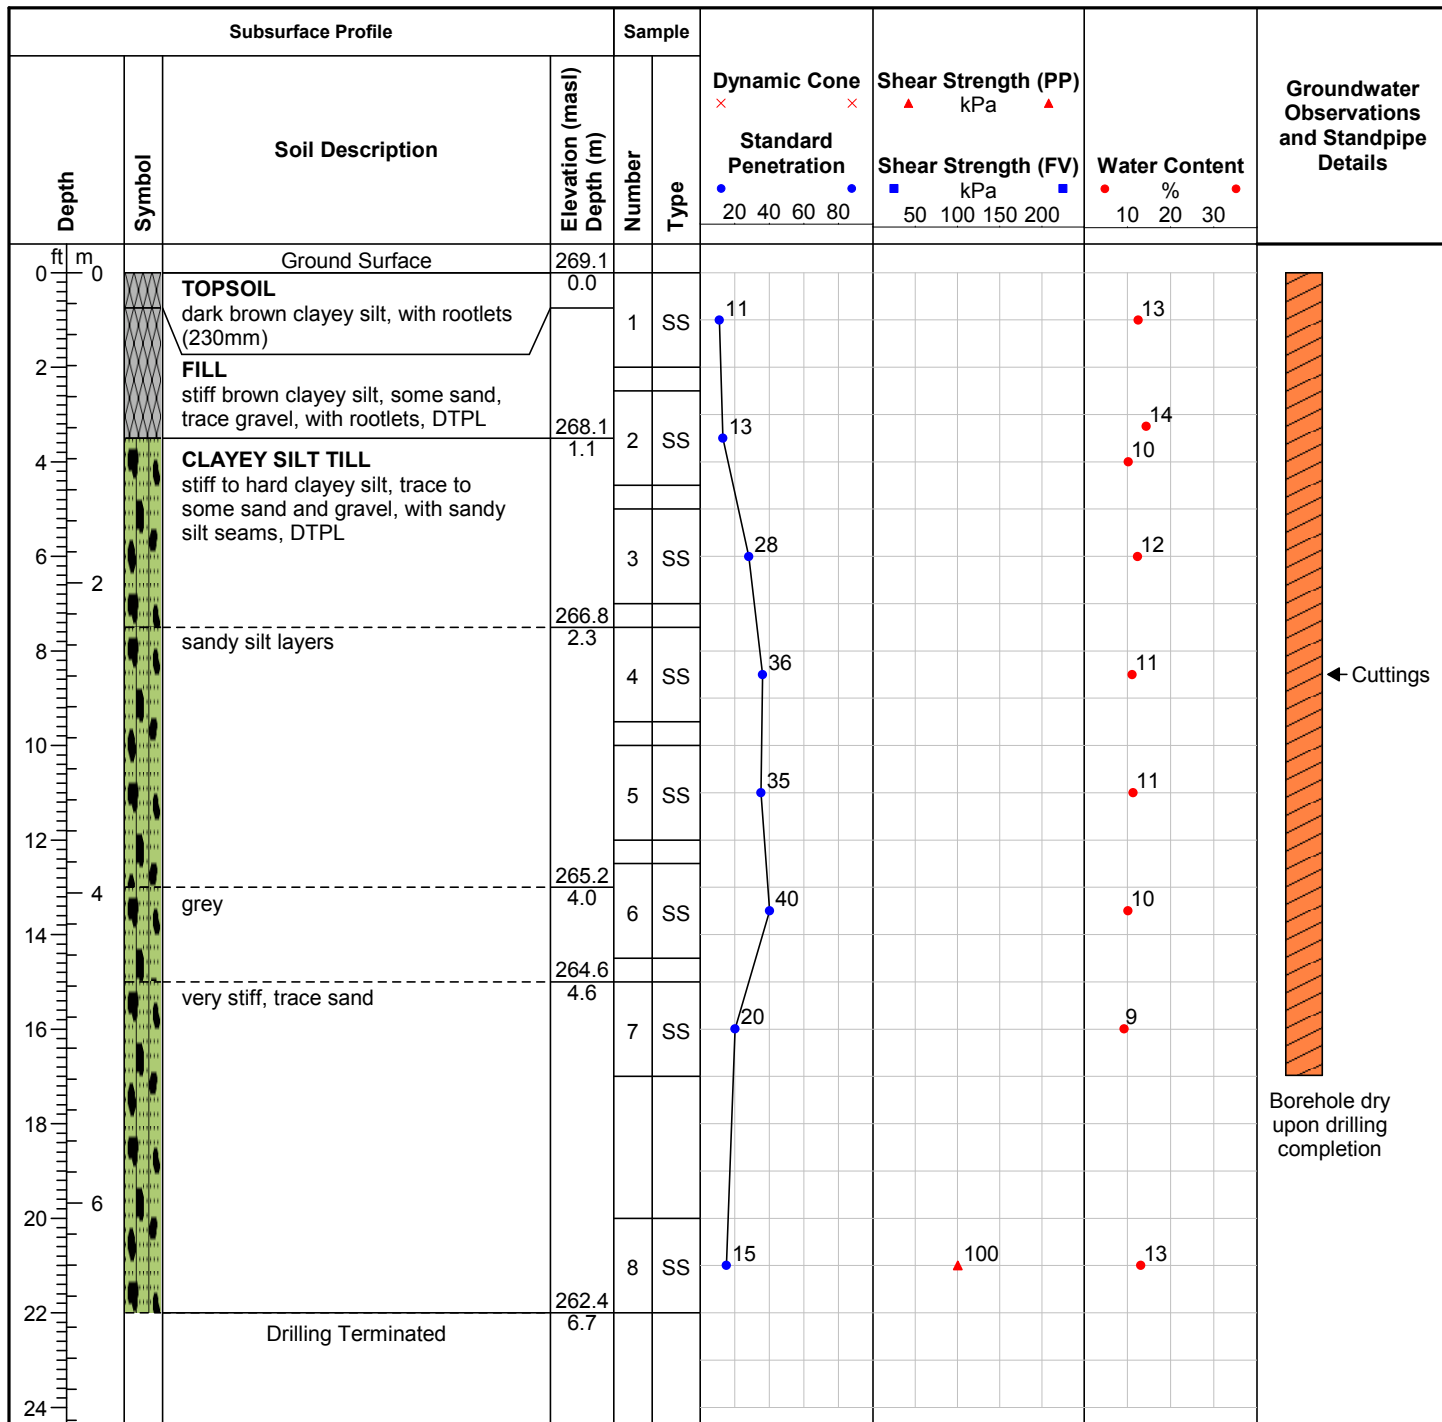 Subsurface Profile
Sample
Depth
Symbol
Soil Description
Elevation (masl)
Depth (m)
Number
Type
Dynamic Cone
Standard
Penetration
20 40 60 80
Shear Strength (PP)
kPa
Shear Strength (FV)
kPa
50 100 150 200
Water Content
%
10 20 30
Groundwater
Observations
and Standpipe
Details
ft m
Ground Surface
269.1
0 0
0.0
TOPSOIL
dark brown clayey silt, with rootlets
(230mm)
1 SS
11
13
2
FILL
stiff brown clayey silt, some sand,
trace gravel, with rootlets, DTPL
268.1
1.1
2 SS
13
14
10
4
CLAYEY SILT TILL
stiff to hard clayey silt, trace to
some sand and gravel, with sandy
silt seams, DTPL
6
2
3 SS
28
12
266.8
2.3
sandy silt layers
8
4 SS
36
11
Cuttings
10
5 SS
35
11
12
265.2
4.0
4
grey
6 SS
40
10
14
264.6
4.6
very stiff, trace sand
16
7 SS
20
9
Borehole dry
upon drilling
completion
18
6
20
8 SS
15
100
13
262.4
6.7
22
Drilling Terminated
24